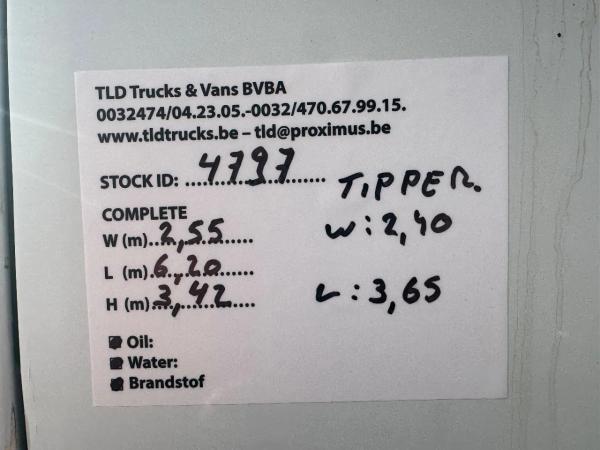 TLD Trucks & Vans BVBA
0032474/04.23.05.-0032/470.67.99.15.
www.tldtrucks.be – tld@proximus.be
STOCK ID: 4797 TIPPER.
COMPLETE
W (m) 2,55 W: 2,40
L (m) 6,20
H (m) 3,42 L: 3,65
Oil:
Water:
Brandstof